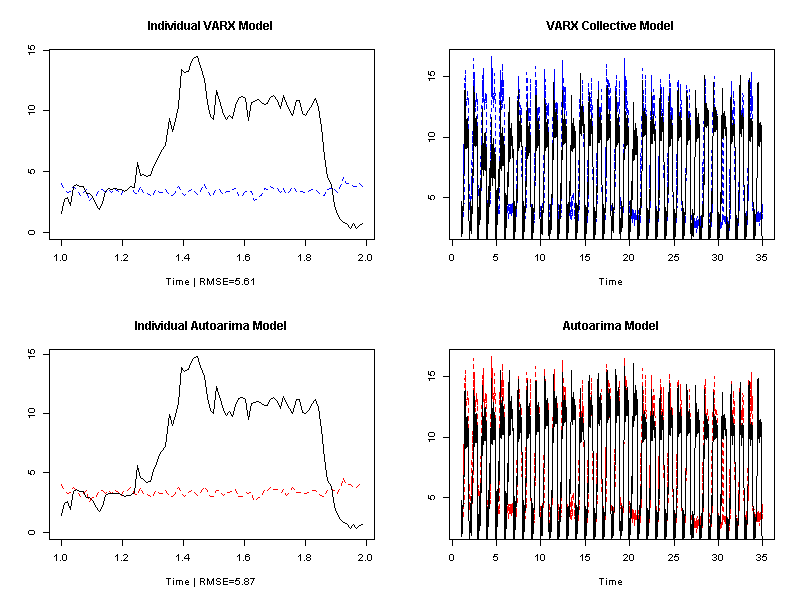 Individual VARX Model
15
10
5
0
1.0 1.2 1.4 1.6 1.8 2.0
Time | RMSE=5.61
VARX Collective Model
15
10
5
0 5 10 15 20 25 30 35
Time
Individual Autoarima Model
15
10
5
0
1.0 1.2 1.4 1.6 1.8 2.0
Time | RMSE=5.87
Autoarima Model
15
10
5
0 5 10 15 20 25 30 35
Time